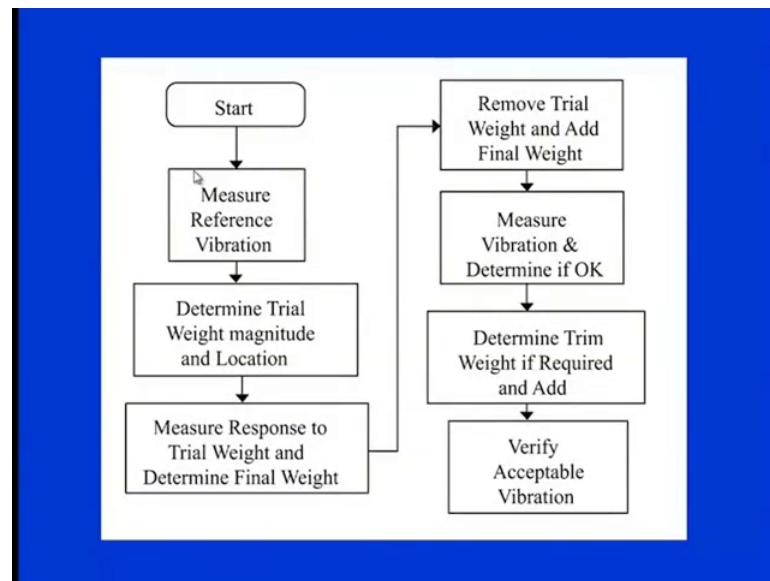 Start
Measure
Reference
Vibration
Determine Trial
Weight magnitude
and Location
Measure Response to
Trial Weight and
Determine Final Weight
Remove Trial
Weight and Add
Final Weight
Measure
Vibration &
Determine if OK
Determine Trim
Weight if Required
and Add
Verify
Acceptable
Vibration